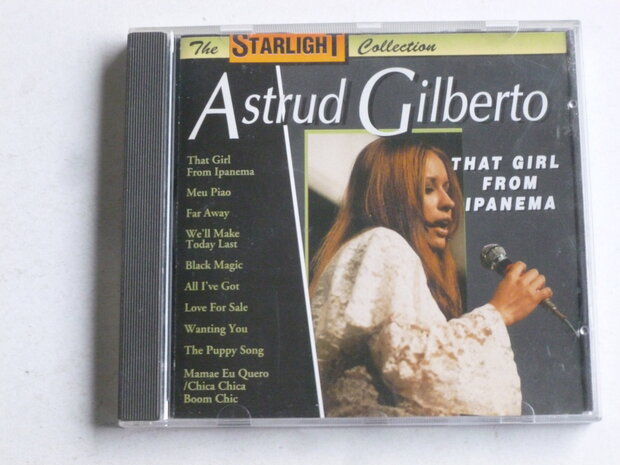 The STARLIGHT Collection
Astrud Gilberto
THAT GIRL
FROM
IPANEMA
That Girl
From Ipanema
Meu Piao
Far Away
We'll Make
Today Last
Black Magic
All I've Got
Love For Sale
Wanting You
The Puppy Song
Mamae Eu Quero
/Chica Chica
Boom Chic